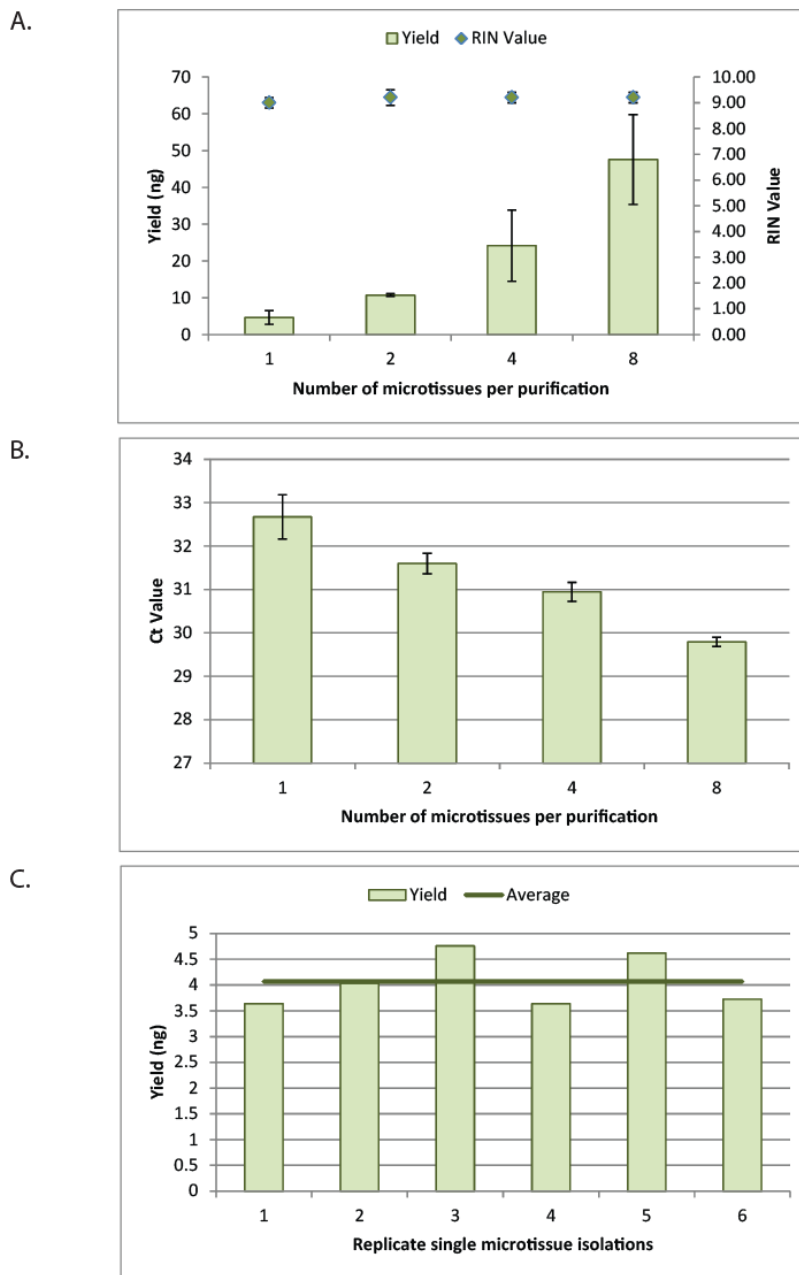 A.
Yield RIN Value
70 10.00
60 9.00
50 8.00
40 7.00
30 6.00
20 5.00
10 4.00
0 3.00
2.00
1.00
0.00
Yield (ng)
RIN Value
1 2 4 8
Number of microtissues per purification
B.
34
33
32
31
30
29
28
27
Ct Value
1 2 4 8
Number of microtissues per purification
C.
Yield Average
5
4.5
4
3.5
3
2.5
2
1.5
1
0.5
0
Yield (ng)
1 2 3 4 5 6
Replicate single microtissue isolations